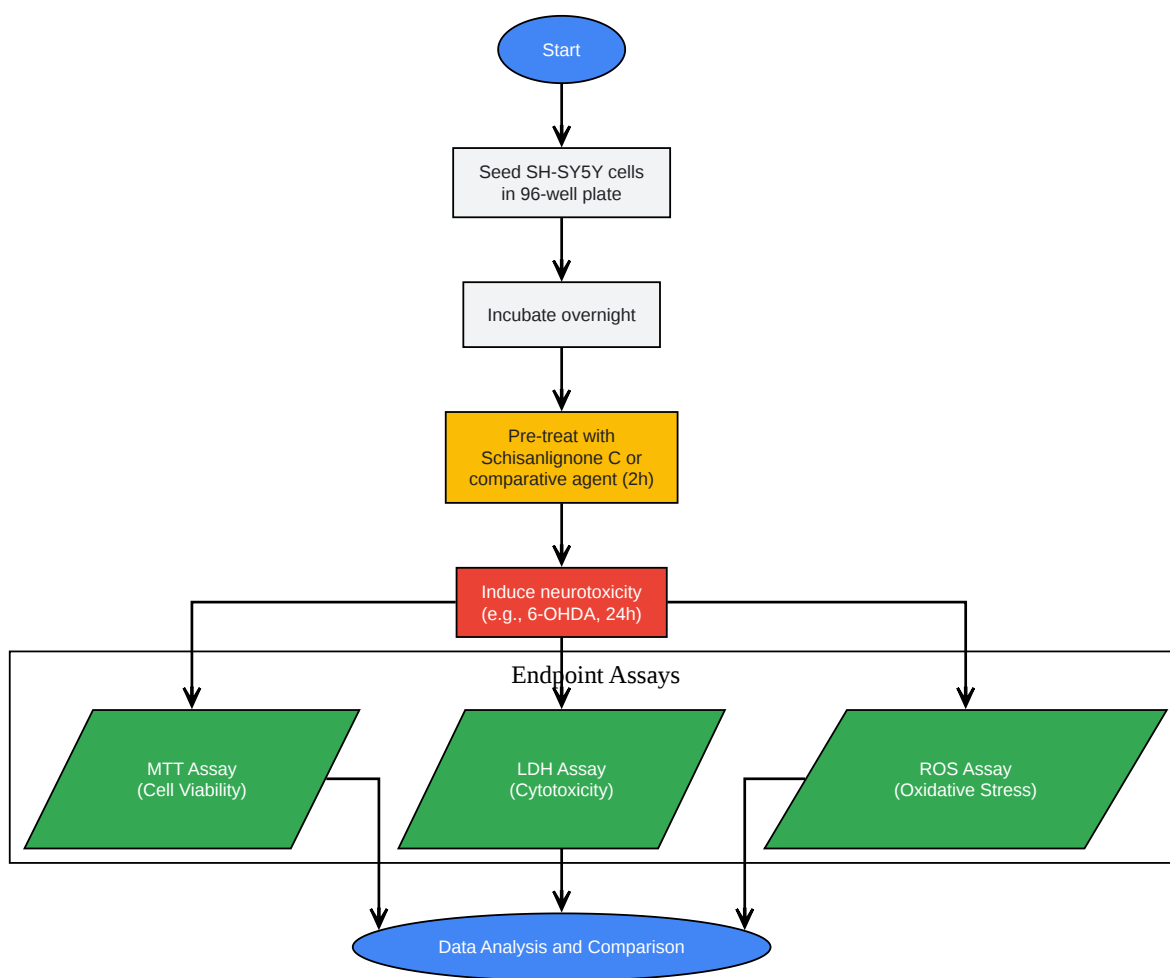 Start
Seed SH-SY5Y cells
in 96-well plate
Incubate overnight
Pre-treat with
Schisanlignone C or
comparative agent (2h)
Induce neurotoxicity
(e.g., 6-OHDA, 24h)
Endpoint Assays
MTT Assay
(Cell Viability)
LDH Assay
(Cytotoxicity)
ROS Assay
(Oxidative Stress)
Data Analysis and Comparison